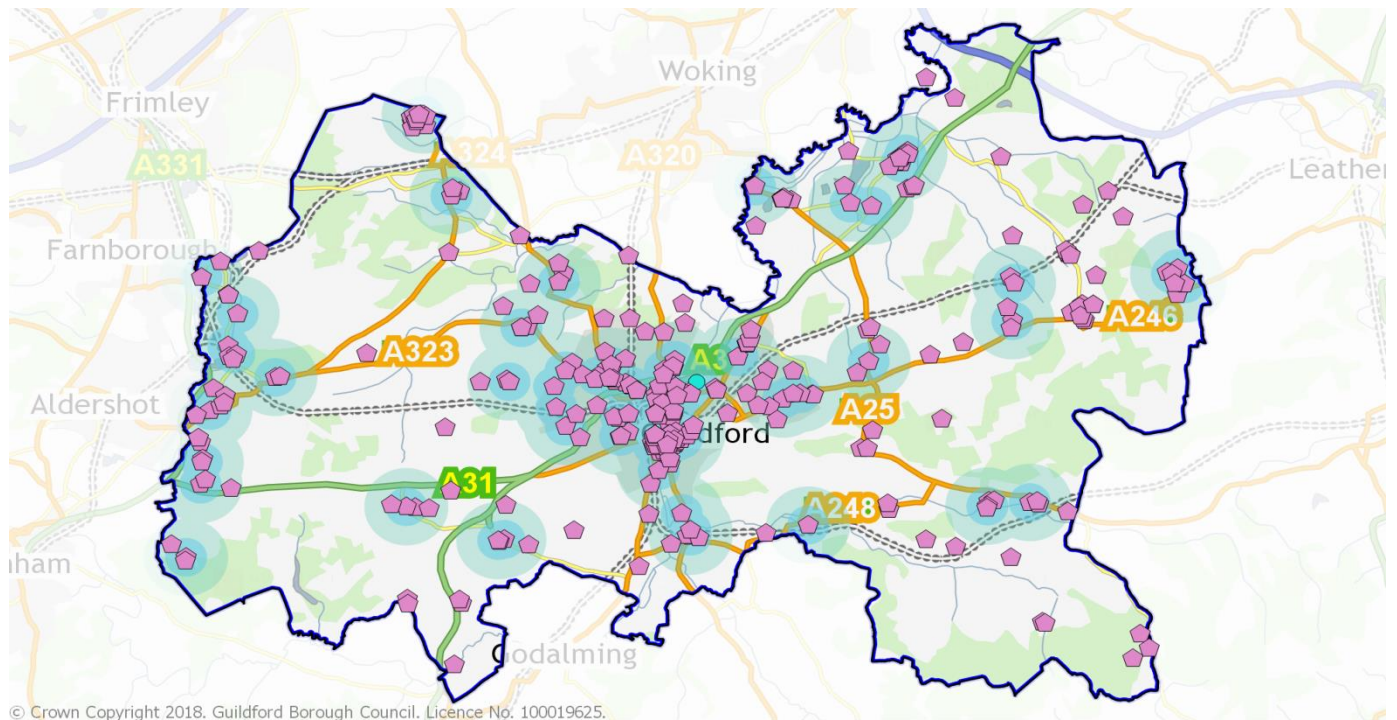 Woking
Frimley
A324
A320
A331
Leather
Farnborough
A246
A323
A3
Aldershot
A25
dford
A31
A248
ham
Godalming
© Crown Copyright 2018. Guildford Borough Council. Licence No. 100019625.